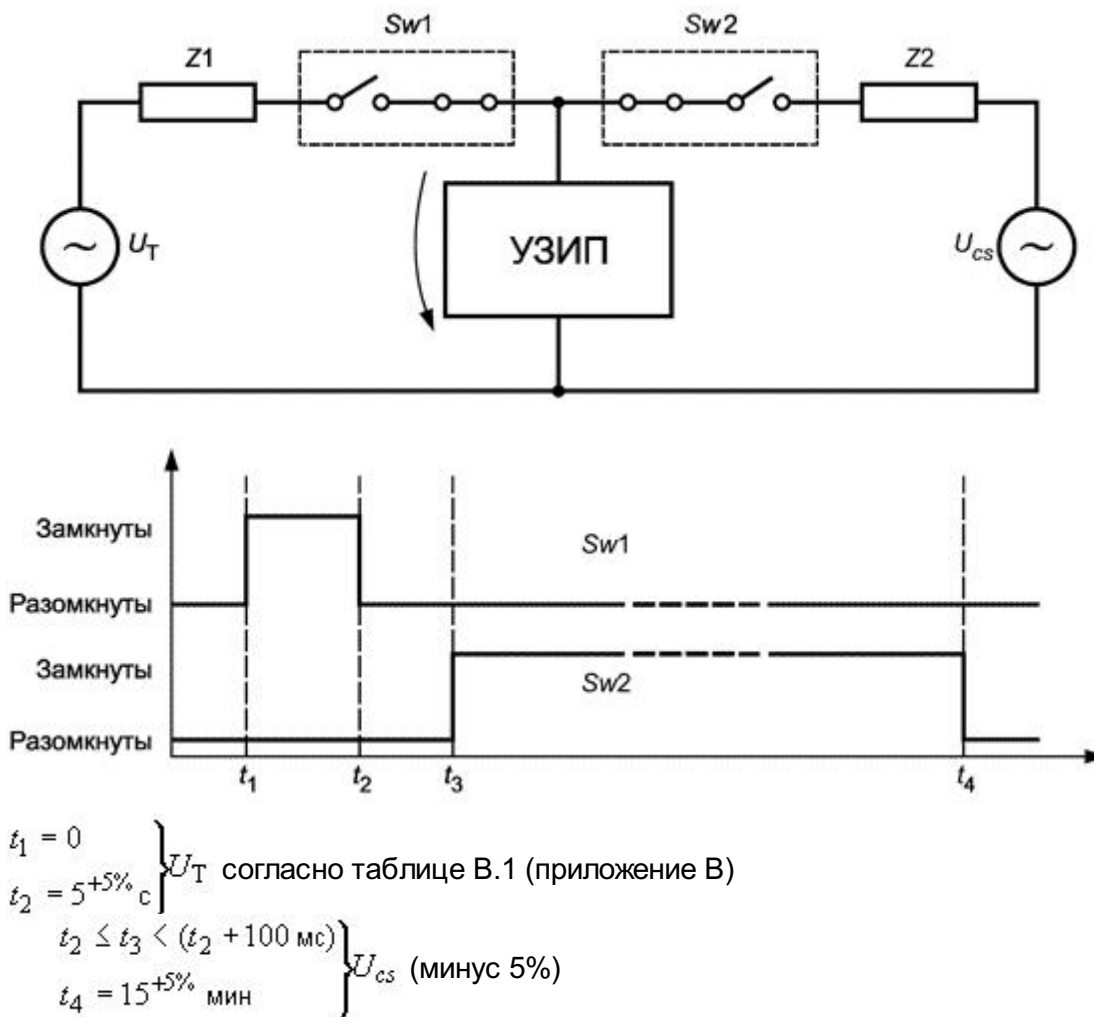 Sw1 Sw2
Z1 Z2
~ U_T УЗИП U_cs ~
Замкнуты
Sw1
Разомкнуты
Замкнуты
Sw2
Разомкнуты
t₁ t₂ t₃ t₄
t₁ = 0
U_T согласно таблице В.1 (приложение В)
t₂ = 5⁺⁵% с
t₂ ≤ t₃ < (t₂ + 100 мс)
U_cs (минус 5%)
t₄ = 15⁺⁵% мин